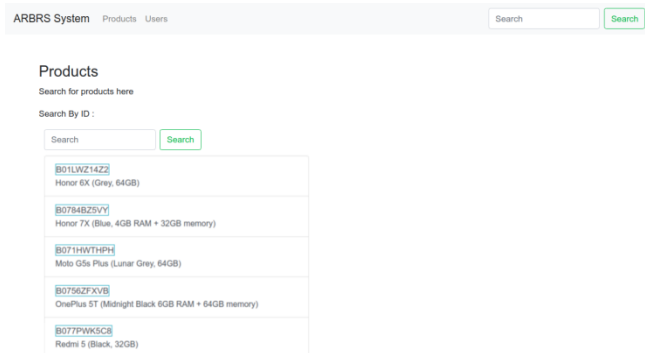 ARBRS System Products Users Search Search
Products
Search for products here
Search By ID :
Search Search
B01LWZ14Z2
Honor 6X (Grey, 64GB)
B0784BZ5VY
Honor 7X (Blue, 4GB RAM + 32GB memory)
B071HWTHPH
Moto G5s Plus (Lunar Grey, 64GB)
B0756ZFXVB
OnePlus 5T (Midnight Black 6GB RAM + 64GB memory)
B077PWK5C8
Redmi 5 (Black, 32GB)